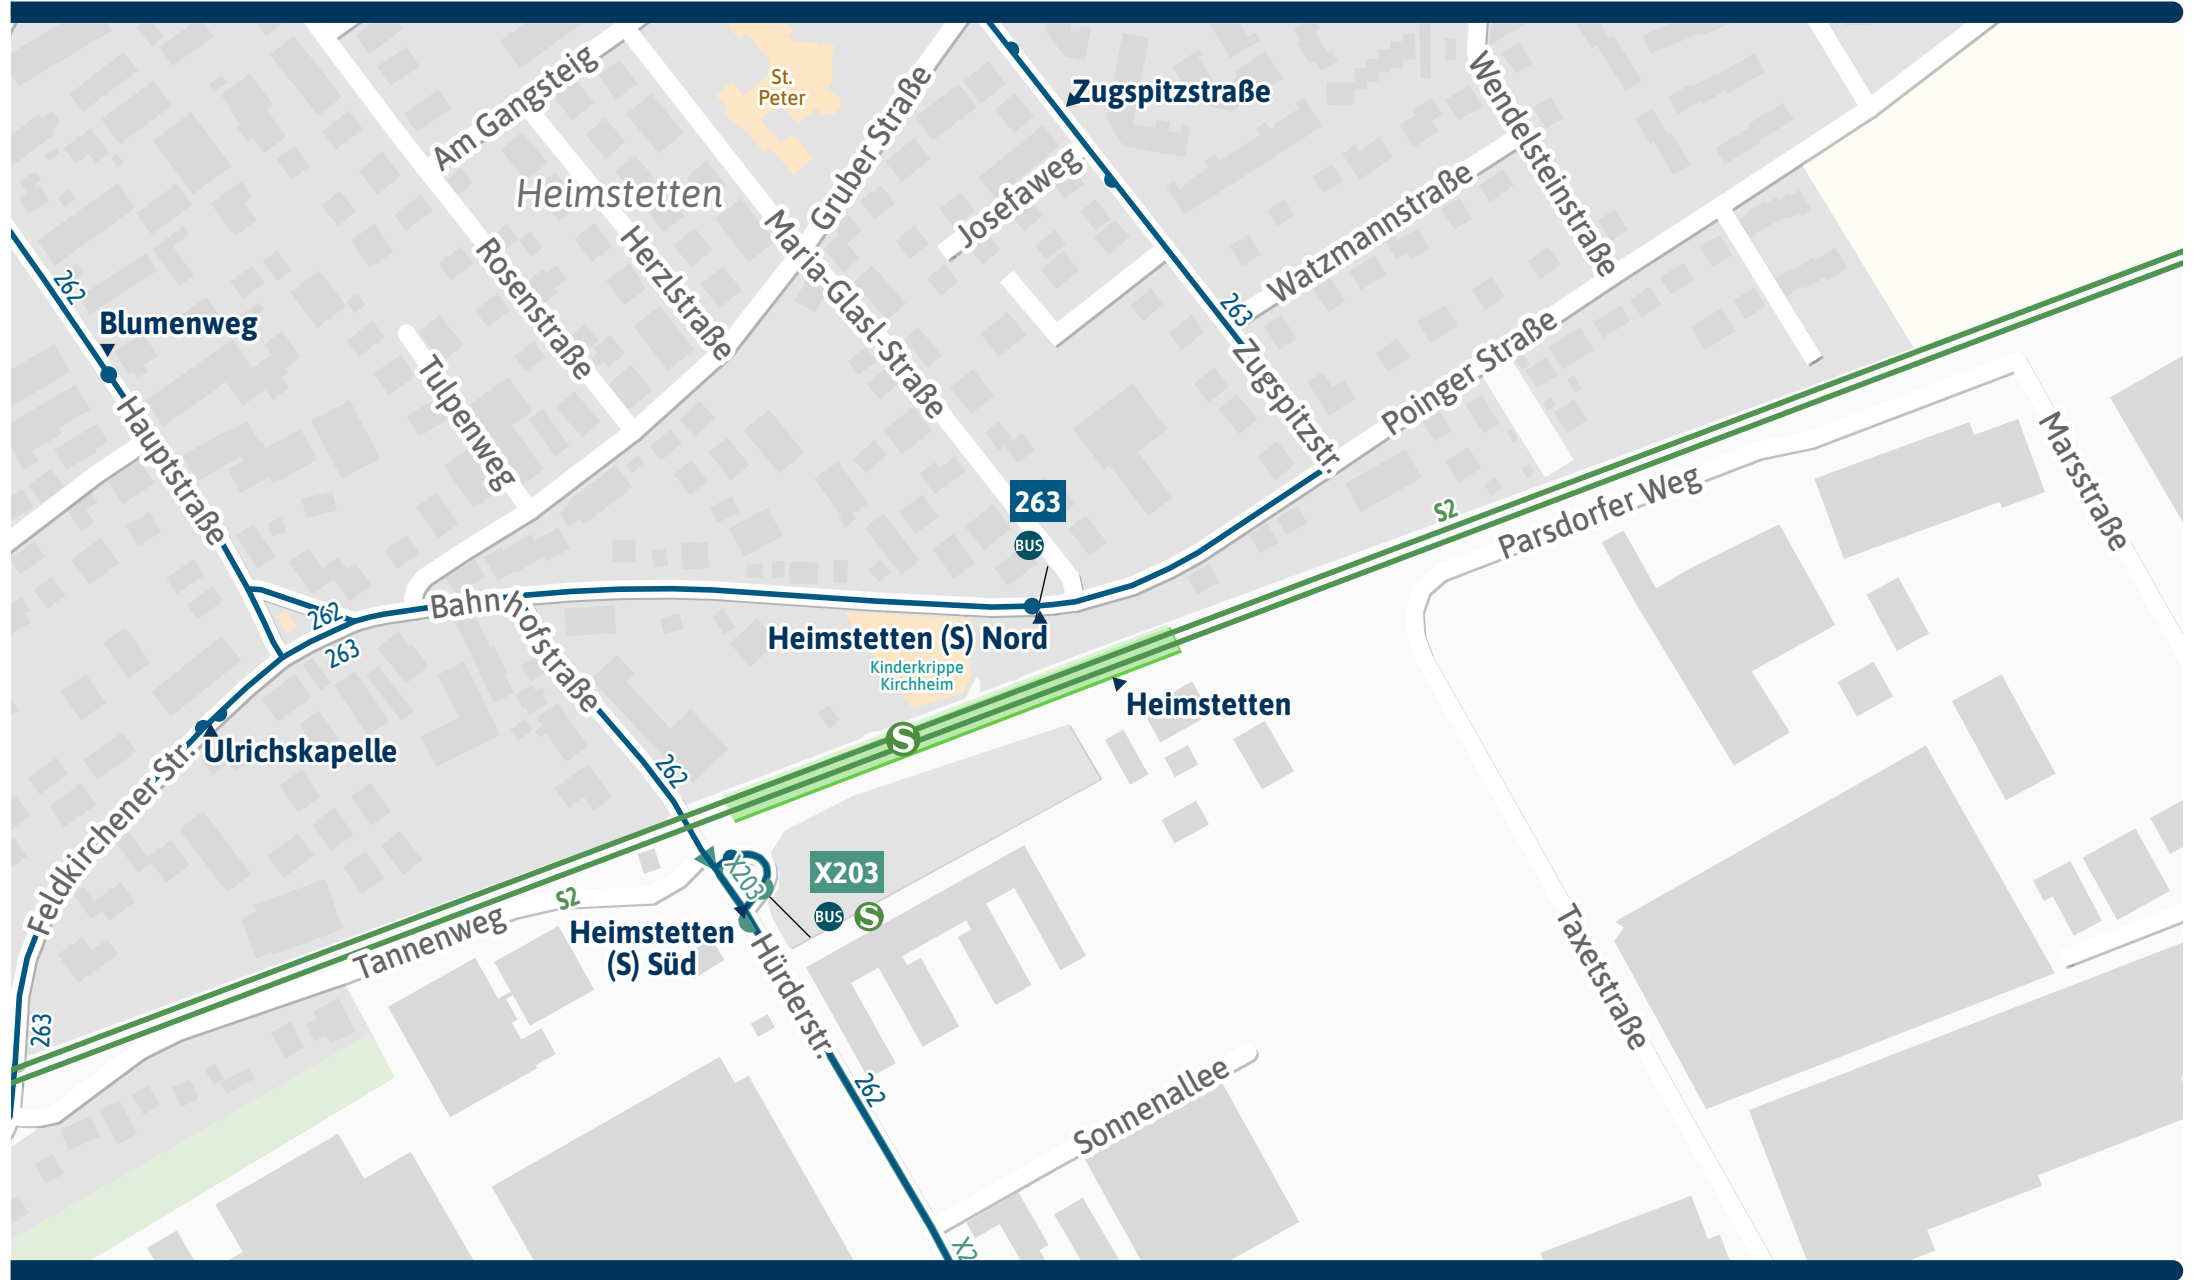 St.
Peter
Am Gangsteig
Gruber Straße
Zugspitzstraße
Wendelsteinstraße
Heimstetten
Josefaweg
Watzmannstraße
Maria-Glasl-Straße
Herzlstraße
Rosenstraße
262
Blumenweg
263
Zugspitzstr.
Poinger Straße
Tulpenweg
Hauptstraße
Marsstraße
263
BUS
S2
Parsdorfer Weg
262
263
Bahnhofstraße
Heimstetten (S) Nord
Kinderkrippe
Kirchheim
Heimstetten
S
Ulrichskapelle
Feldkirchener Str.
262
X203
X203
BUS
S
S2
Tannenweg
Heimstetten
(S) Süd
Hürderstr.
Taxetstraße
263
262
Sonnenallee
X2